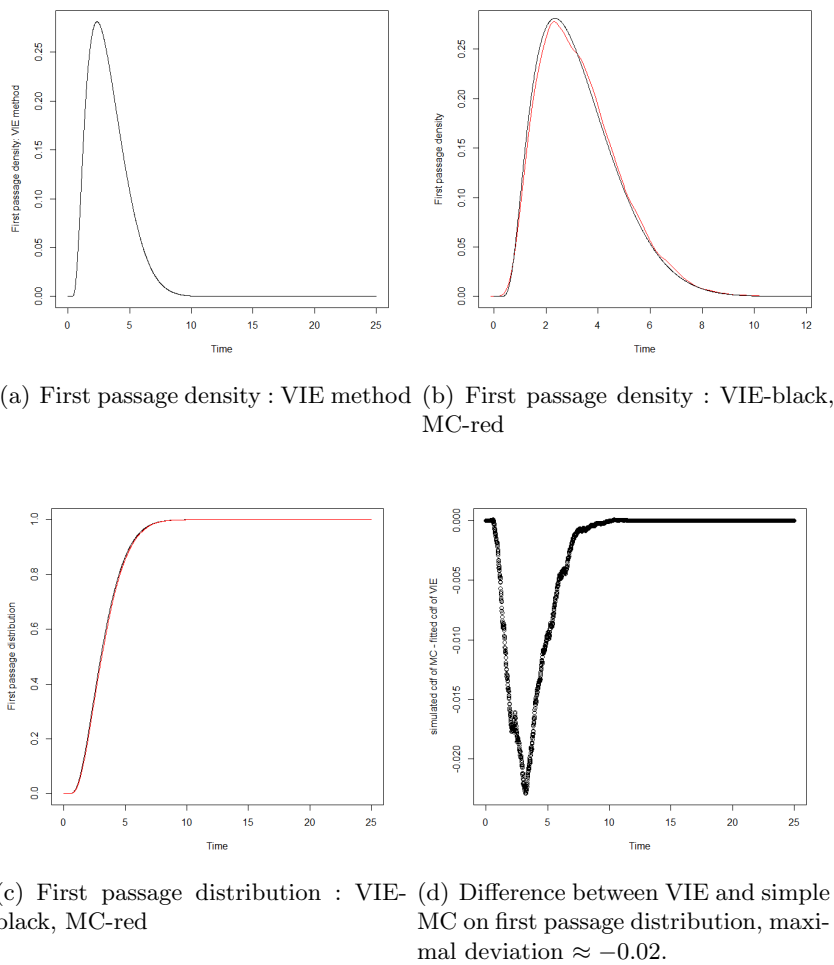 First passage density: VIE method
0.00 0.05 0.10 0.15 0.20 0.25
0 5 10 15 20 25
Time
First passage density
0.00 0.05 0.10 0.15 0.20 0.25
0 2 4 6 8 10 12
Time
(a) First passage density : VIE method
(b) First passage density : VIE-black,
MC-red
First passage distribution
0.0 0.2 0.4 0.6 0.8 1.0
0 5 10 15 20 25
Time
simulated cdf of MC - fitted cdf of VIE
-0.020 -0.015 -0.010 -0.005 0.000
0 5 10 15 20 25
Time
(c) First passage distribution : VIE-
black, MC-red
(d) Difference between VIE and simple
MC on first passage distribution, maxi-
mal deviation ≈ −0.02.